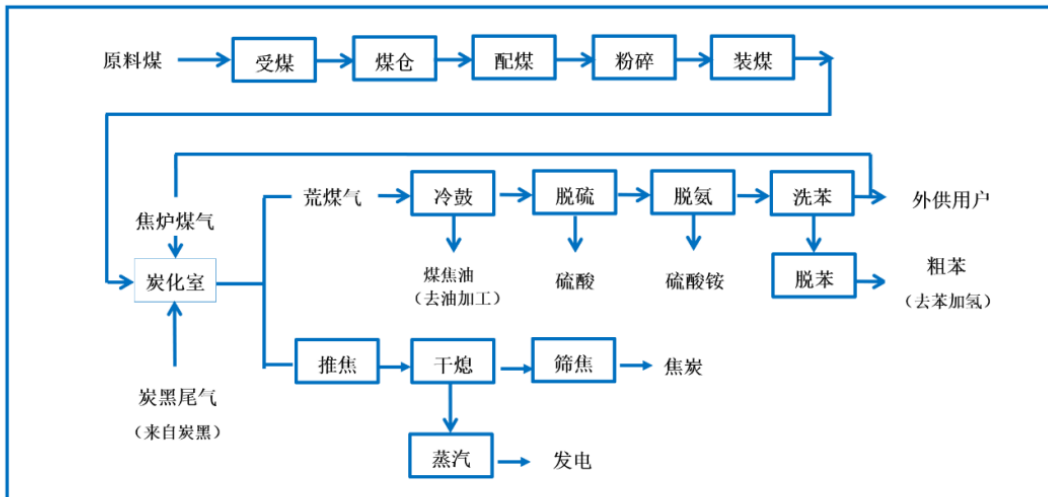 原料煤
受煤
煤仓
配煤
粉碎
装煤
荒煤气
冷鼓
脱硫
脱氨
洗苯
外供用户
焦炉煤气
炭化室
煤焦油
（去油加工）
硫酸
硫酸铵
脱苯
粗苯
（去苯加氢）
推焦
干熄
筛焦
焦炭
炭黑尾气
（来自炭黑）
蒸汽
发电